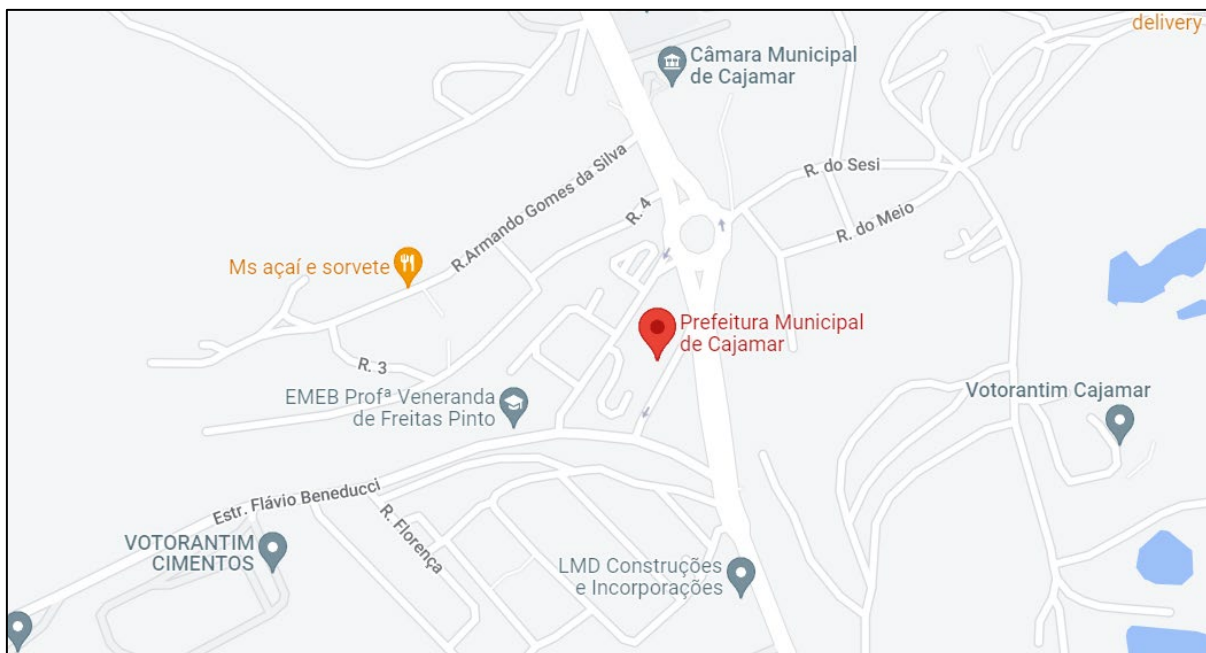 delivery
Câmara Municipal
de Cajamar
R. do Sesi
R.Armando Gomes da Silva
R. 4
R. do Meio
Ms açaí e sorvete
Prefeitura Municipal
de Cajamar
R. 3
EMEB Profª Veneranda
de Freitas Pinto
Votorantim Cajamar
Estr. Flávio Beneducci
R. Florença
VOTORANTIM
CIMENTOS
LMD Construções
e Incorporações